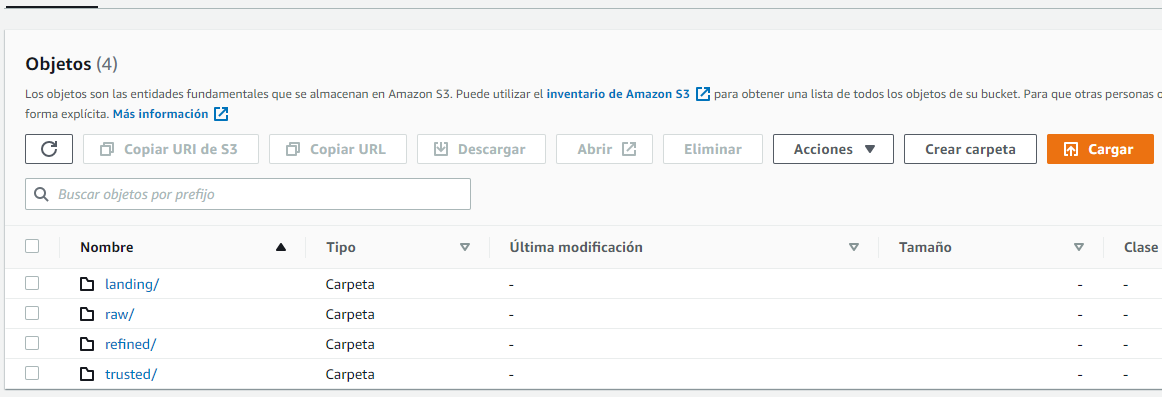 Objetos (4)
Los objetos son las entidades fundamentales que se almacenan en Amazon S3. Puede utilizar el inventario de Amazon S3 para obtener una lista de todos los objetos de su bucket. Para que otras personas
forma explícita. Más información
Copiar URI de S3 Copiar URL Descargar Abrir Eliminar Acciones Crear carpeta Cargar
Buscar objetos por prefijo
Nombre Tipo Última modificación Tamaño Clase
landing/ Carpeta - - -
raw/ Carpeta - - -
refined/ Carpeta - - -
trusted/ Carpeta - - -